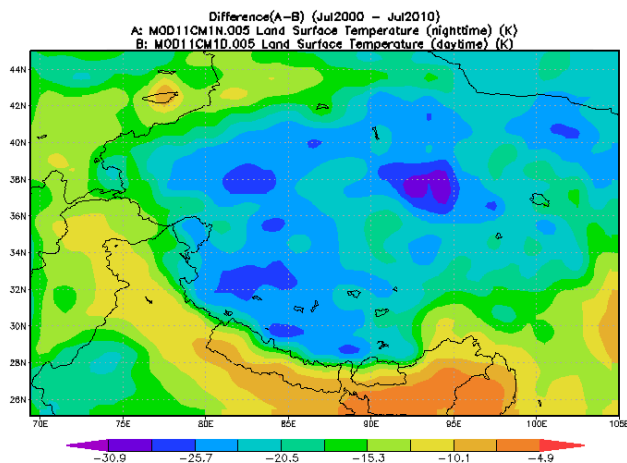 Difference(A-B) (Jul2000 - Jul2010)
A: MOD11CM1N.005 Land Surface Temperature (nighttime) (K)
B: MOD11CM1D.005 Land Surface Temperature (daytime) (K)
44N
42N
40N
38N
36N
34N
32N
30N
28N
26N
70E 75E 80E 85E 90E 95E 100E 105E
-30.9 -25.7 -20.5 -15.3 -10.1 -4.9